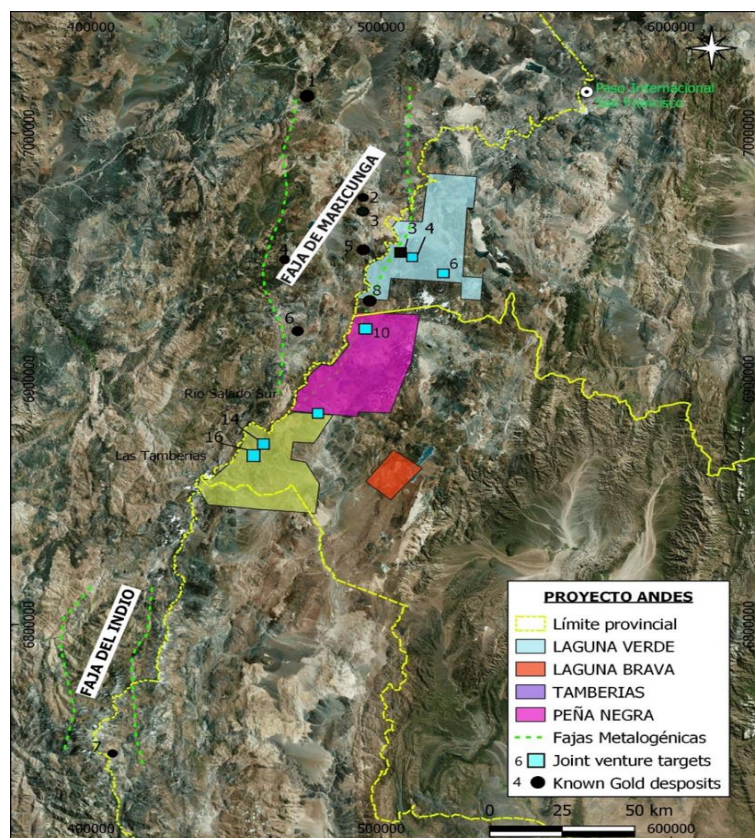 400000
500000
600000
Paso Internacional
San Francisco
1
7000000
7000000
FAJA DE MARICUNGA
2
3
3
4
4
5
6
8
6
10
6900000
6900000
Rio Salado Sur
14
16
Las Tamberias
PROYECTO ANDES
Límite provincial
LAGUNA VERDE
LAGUNA BRAVA
TAMBERIAS
PEÑA NEGRA
Fajas Metalogénicas
6 Joint venture targets
4 Known Gold desposits
6800000
FAJA DEL INDIO
7
0 25 50 km
400000
500000
600000